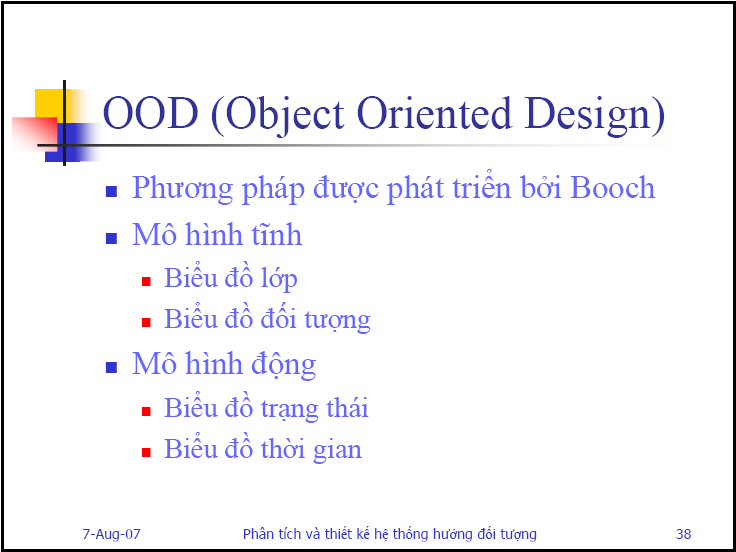 OOD (Object Oriented Design)
Phương pháp được phát triển bởi Booch
Mô hình tĩnh
Biểu đồ lớp
Biểu đồ đối tượng
Mô hình động
Biểu đồ trạng thái
Biểu đồ thời gian
7-Aug-07
Phân tích và thiết kế hệ thống hướng đối tượng
38